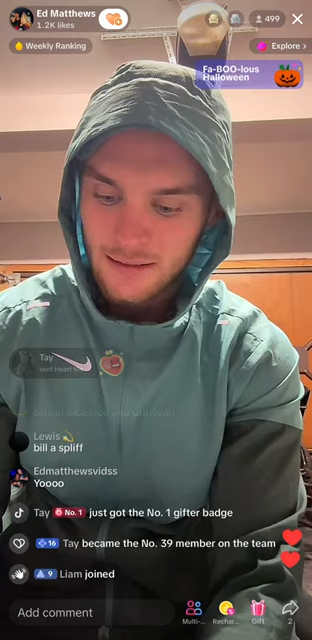 Ed Matthews
1.2K likes
499
Weekly Ranking
Explore
Fa-BOO-lous
Halloween
Tay
sent Heart Me
Lewis
bill a spliff
Edmatthewsvidss
Yoooo
Tay No. 1 just got the No. 1 gifter badge
16 Tay became the No. 39 member on the team
9 Liam joined
Add comment
Multi-...
Rechar...
Gift
2